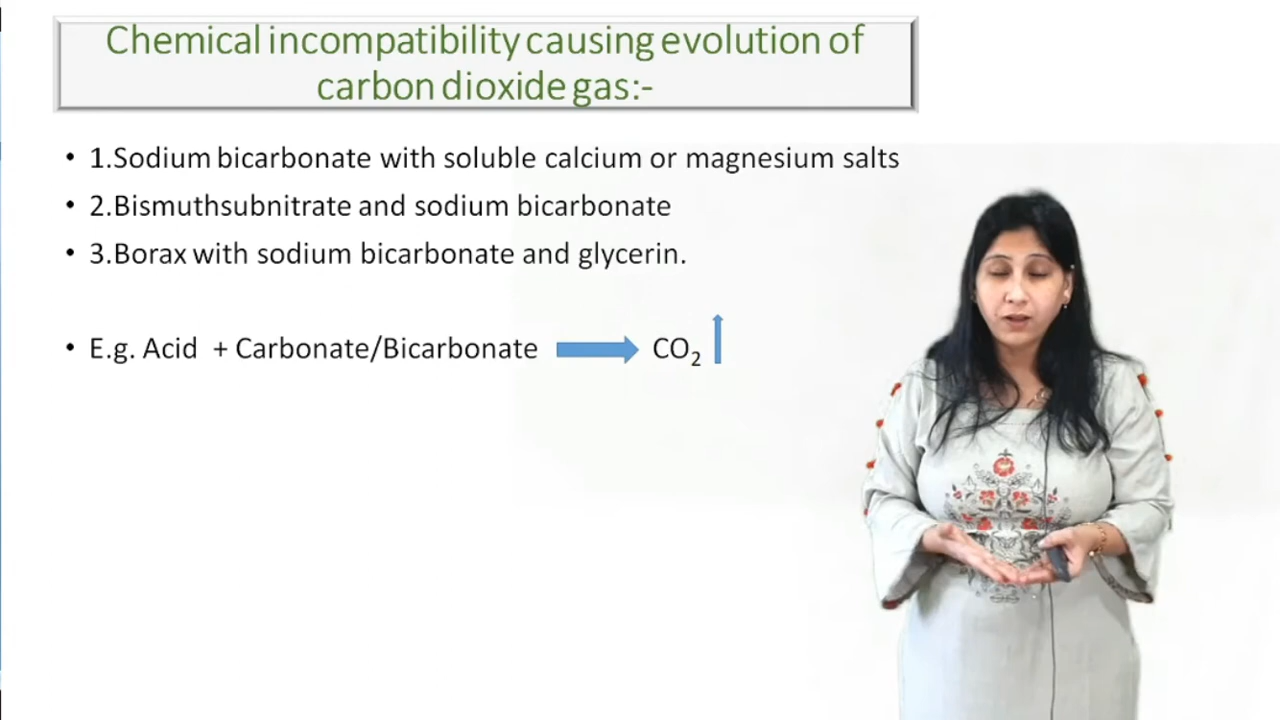 Chemical incompatibility causing evolution of
carbon dioxide gas:-
• 1.Sodium bicarbonate with soluble calcium or magnesium salts
• 2.Bismuthsubnitrate and sodium bicarbonate
• 3.Borax with sodium bicarbonate and glycerin.
• E.g. Acid + Carbonate/Bicarbonate CO₂